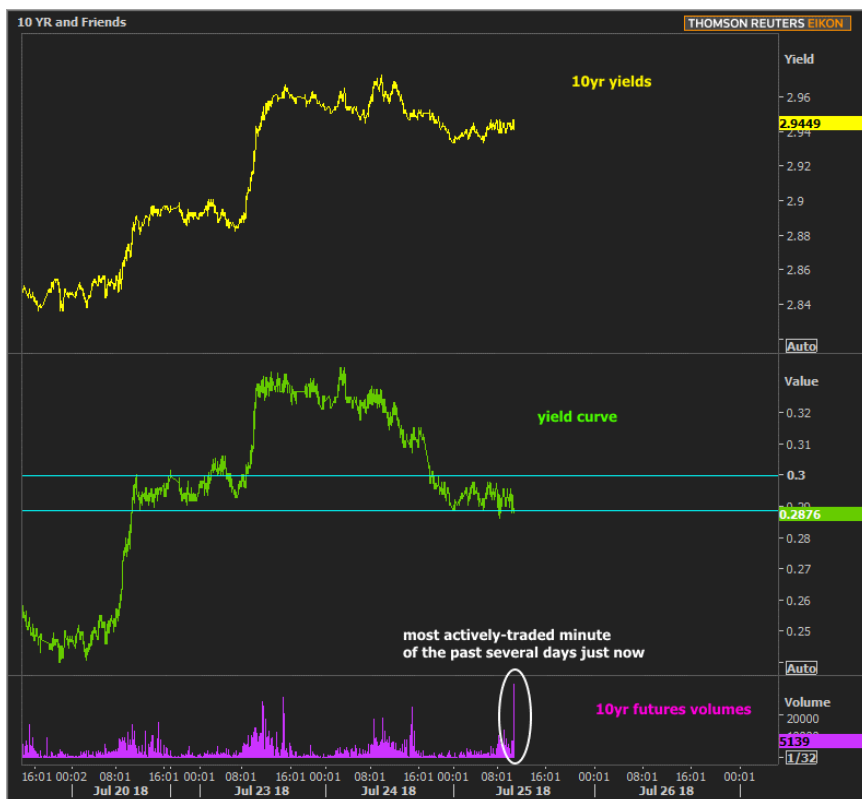 10 YR and Friends
THOMSON REUTERS EIKON
Yield
10yr yields
2.96
2.9449
2.94
2.92
2.9
2.88
2.86
2.84
Auto
Value
0.32
yield curve
0.31
0.3
0.29
0.2876
0.28
0.27
0.26
0.25
most actively-traded minute
of the past several days just now
Auto
Volume
10yr futures volumes
20000
5139
1/32
16:01 00:02 08:01 16:01 00:01 08:01 16:01 00:01 08:01 16:01 00:01 08:01 16:01 00:01 08:01 16:01 00:01
Jul 20 18 Jul 23 18 Jul 24 18 Jul 25 18 Jul 26 18